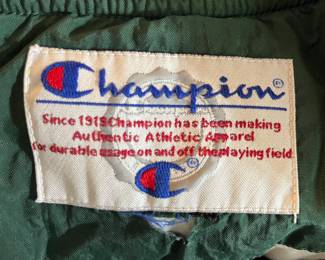 Champion®
Since 1919 Champion has been making
Authentic Athletic Apparel
for durable usage on and off the playing field
®